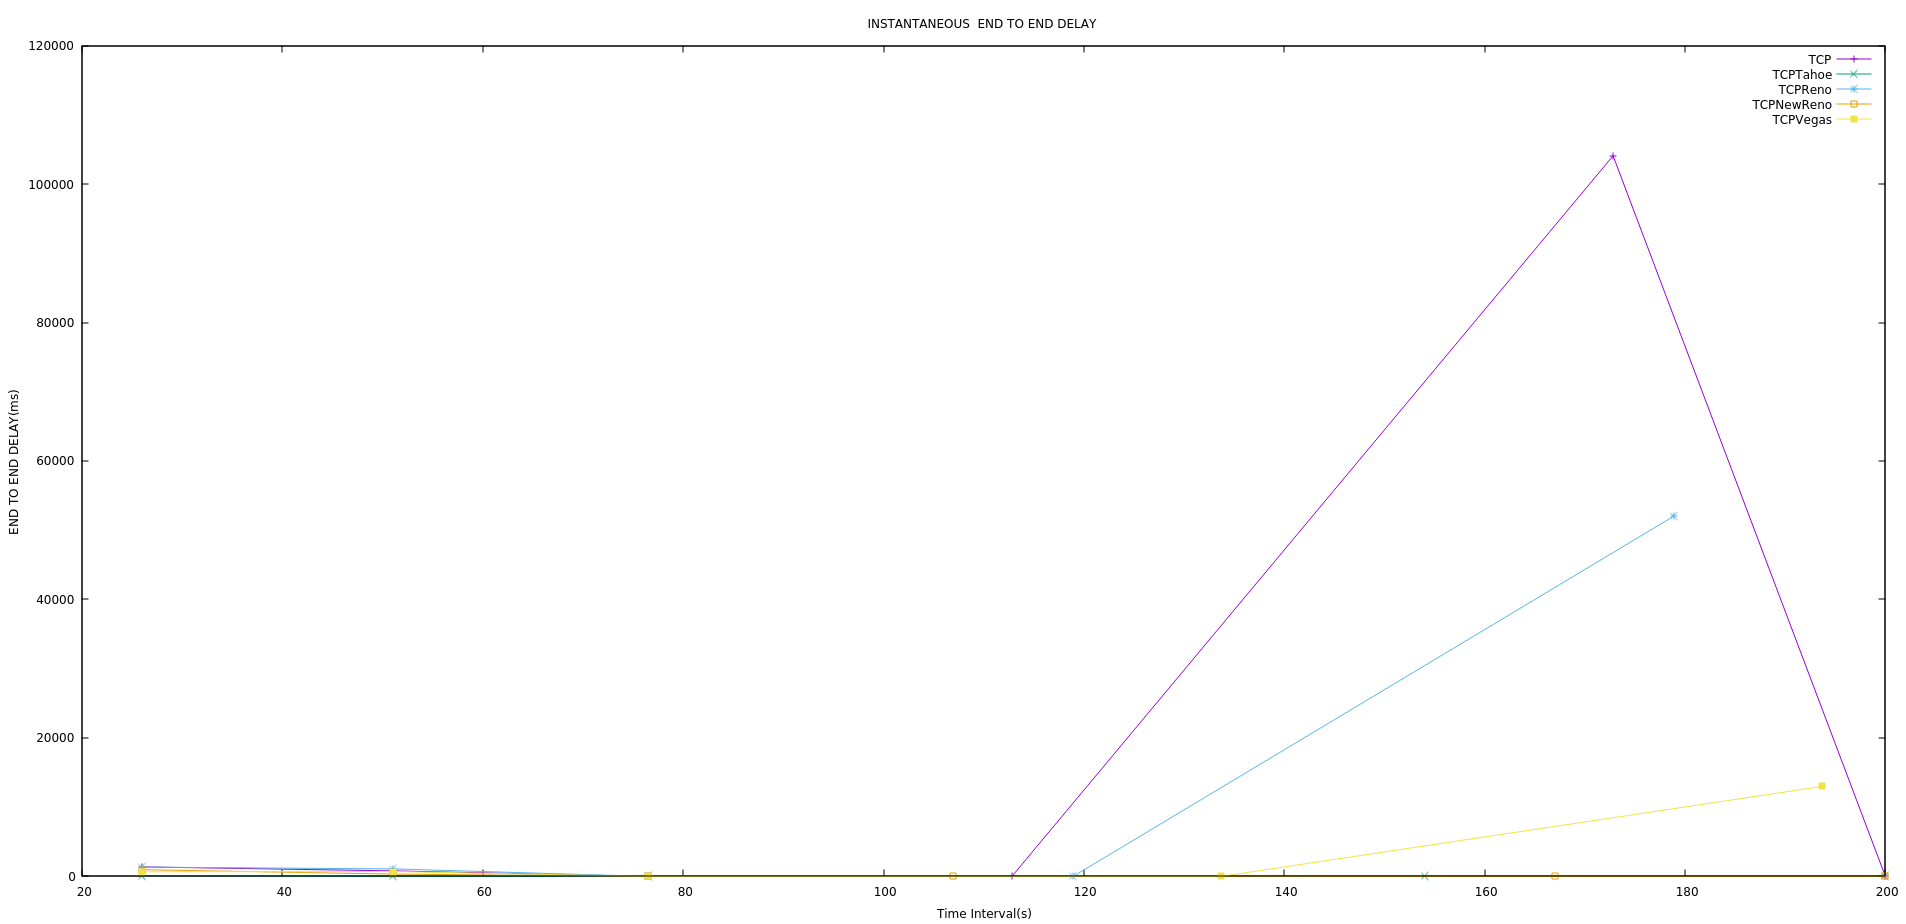 INSTANTANEOUS  END TO END DELAY
120000
100000
80000
60000
40000
20000
0
END TO END DELAY(ms)
TCP
TCPTahoe
TCPReno
TCPNewReno
TCPVegas
20 40 60 80 100 120 140 160 180 200
Time Interval(s)